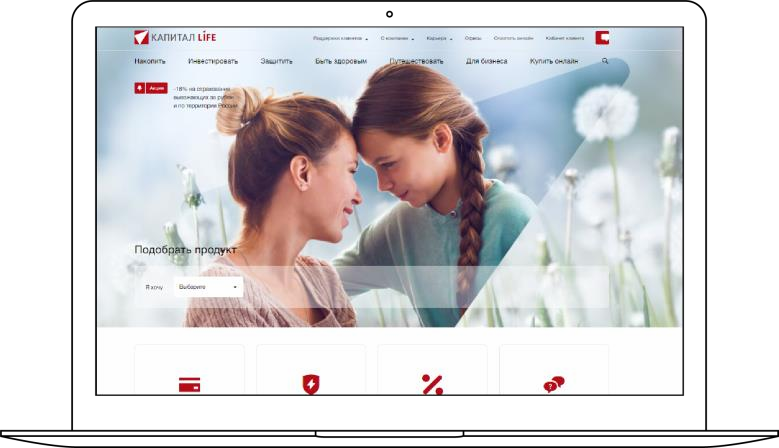 КАПИТАЛ LIFE
Поддержка клиентов
О компании
Карьера
Офисы
Оплатить онлайн
Кабинет клиента
Накопить
Инвестировать
Защитить
Быть здоровым
Путешествовать
Для бизнеса
Купить онлайн
Акция
-15% на страхование
выезжающих за рубеж
и по территории России
Подобрать продукт
Я хочу
Выберите